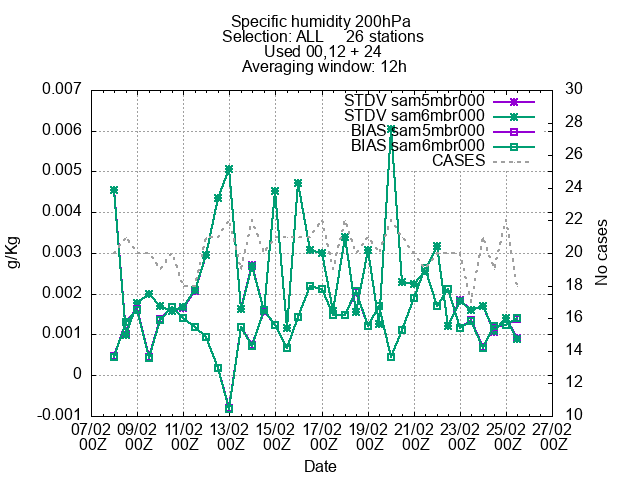 Specific humidity 200hPa
Selection: ALL 26 stations
Used 00,12 + 24
Averaging window: 12h
0.007
0.006
0.005
0.004
0.003
0.002
0.001
0
-0.001
g/Kg
30
28
26
24
22
20
18
16
14
12
10
No cases
STDV sam5mbr000
STDV sam6mbr000
BIAS sam5mbr000
BIAS sam6mbr000
CASES
07/02 09/02 11/02 13/02 15/02 17/02 19/02 21/02 23/02 25/02 27/02
00Z 00Z 00Z 00Z 00Z 00Z 00Z 00Z 00Z 00Z 00Z
Date